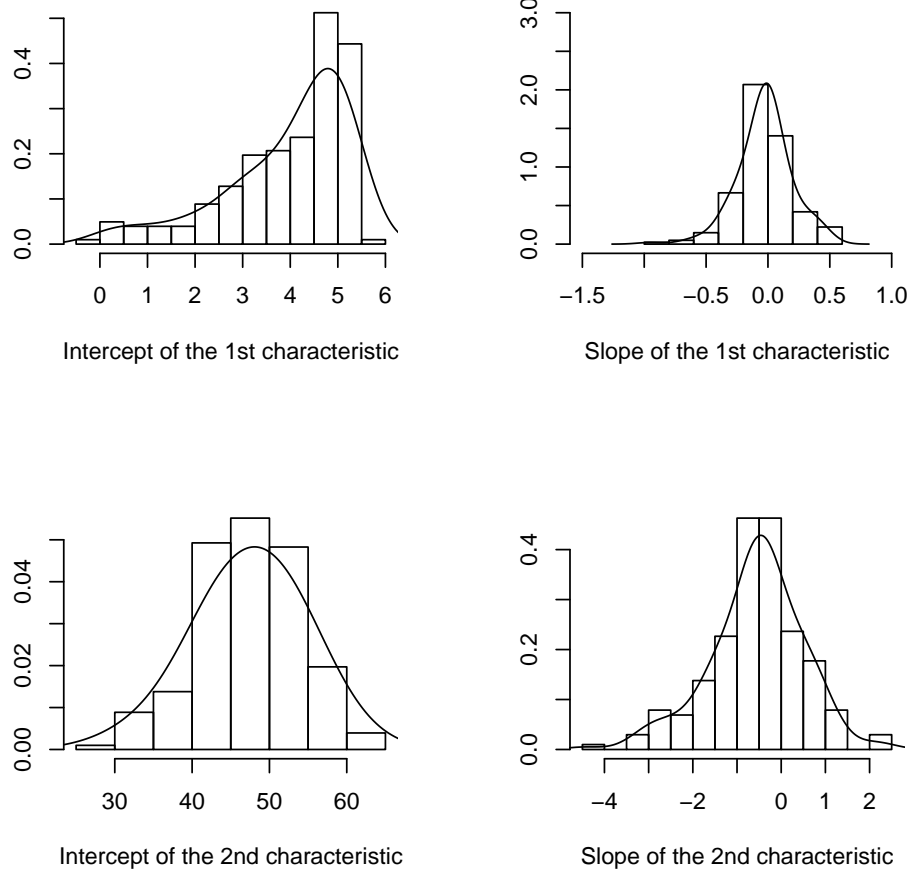 0.0 0.2 0.4
0 1 2 3 4 5 6
Intercept of the 1st characteristic
0.0 1.0 2.0 3.0
−1.5 −0.5 0.0 0.5 1.0
Slope of the 1st characteristic
0.00 0.02 0.04
30 40 50 60
Intercept of the 2nd characteristic
0.0 0.2 0.4
−4 −2 0 1 2
Slope of the 2nd characteristic